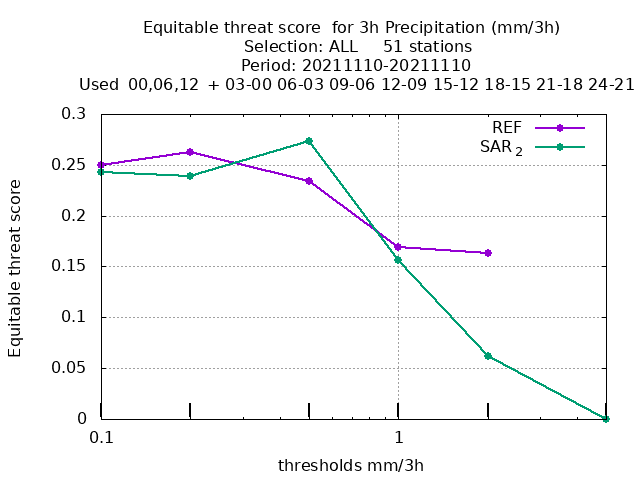 Equitable threat score  for 3h Precipitation (mm/3h)
Selection: ALL     51 stations
Period: 20211110-20211110
Used  00,06,12  + 03-00 06-03 09-06 12-09 15-12 18-15 21-18 24-21
REF
SAR 2
0.3
0.25
0.2
0.15
0.1
0.05
0
Equitable threat score
0.1
1
thresholds mm/3h